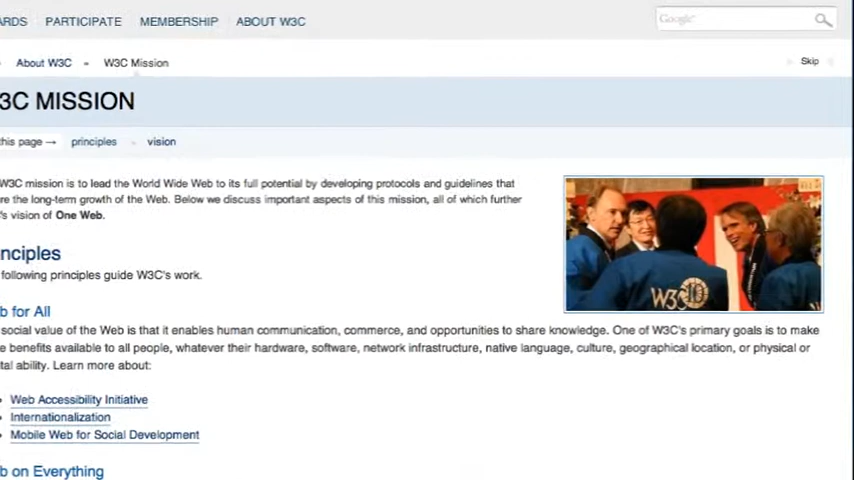 ARDS PARTICIPATE MEMBERSHIP ABOUT W3C Google
About W3C » W3C Mission Skip
3C MISSION
this page → principles vision
W3C mission is to lead the World Wide Web to its full potential by developing protocols and guidelines that
re the long-term growth of the Web. Below we discuss important aspects of this mission, all of which further
's vision of One Web.
nciples
following principles guide W3C's work.
b for All
social value of the Web is that it enables human communication, commerce, and opportunities to share knowledge. One of W3C's primary goals is to make
e benefits available to all people, whatever their hardware, software, network infrastructure, native language, culture, geographical location, or physical or
tal ability. Learn more about:
Web Accessibility Initiative
Internationalization
Mobile Web for Social Development
b on Everything
W3C10